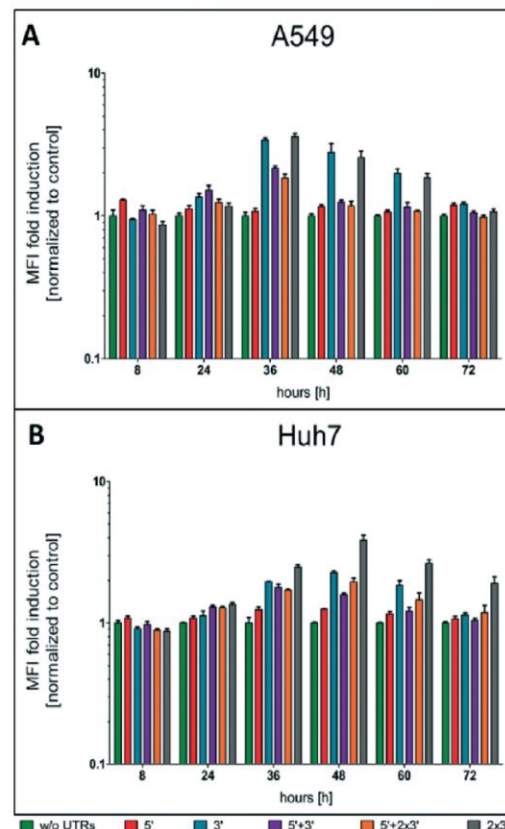 A
A549
10
1
0.1
MFI fold induction
[normalized to control]
8 24 36 48 60 72
hours [h]
B
Huh7
10
1
0.1
MFI fold induction
[normalized to control]
8 24 36 48 60 72
hours [h]
w/o UTRs 5' 3' 5'+3' 5'+2x3' 2x3'